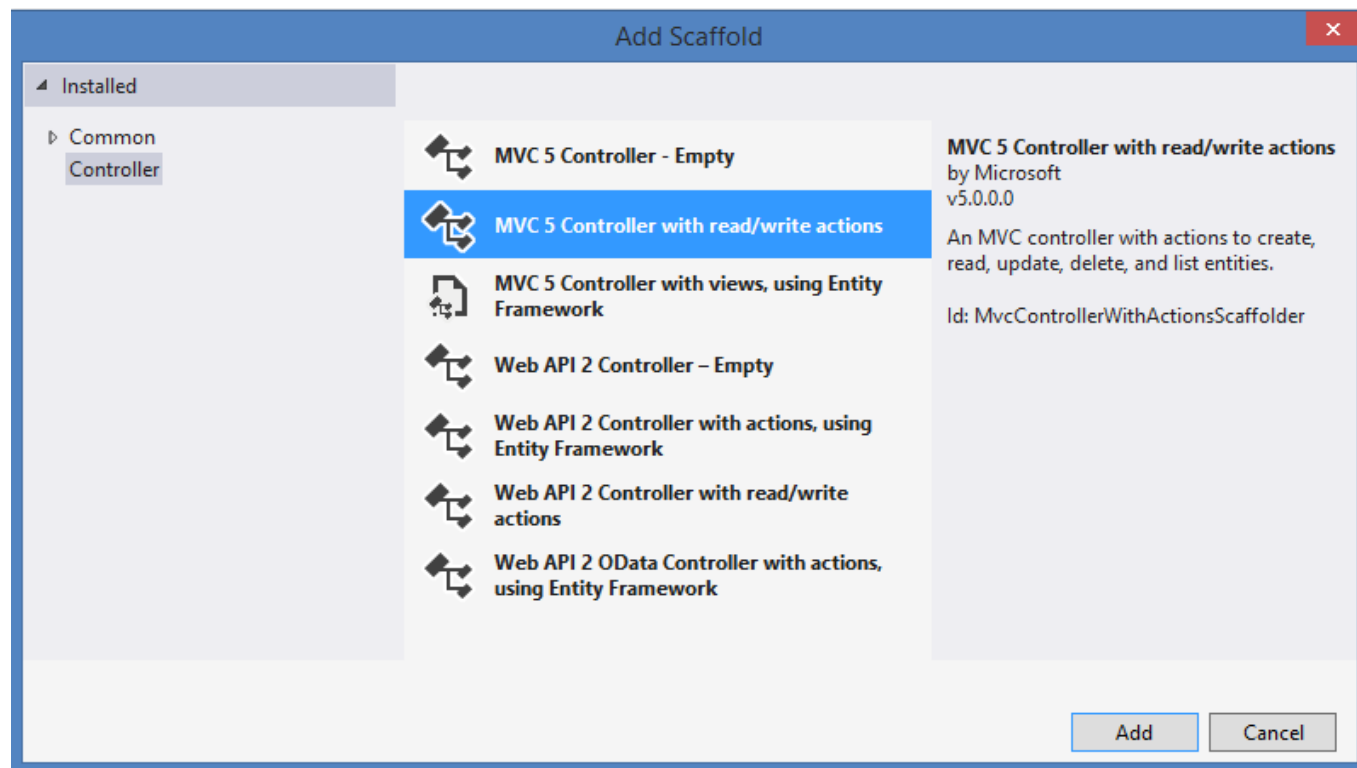 Add Scaffold
Installed
Common
Controller
MVC 5 Controller - Empty
MVC 5 Controller with read/write actions
MVC 5 Controller with views, using Entity
Framework
Web API 2 Controller – Empty
Web API 2 Controller with actions, using
Entity Framework
Web API 2 Controller with read/write
actions
Web API 2 OData Controller with actions,
using Entity Framework
MVC 5 Controller with read/write actions
by Microsoft
v5.0.0.0
An MVC controller with actions to create,
read, update, delete, and list entities.
Id: MvcControllerWithActionsScaffolder
Add
Cancel